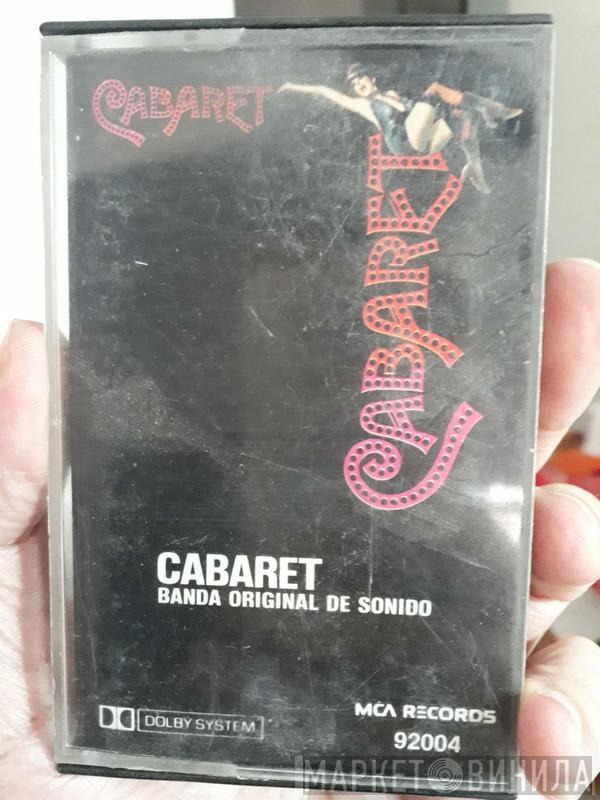 CABARET
CABARET
CABARET
BANDA ORIGINAL DE SONIDO
DOLBY SYSTEM
MCA RECORDS
92004
МАРКЕТ ВИНИЛА